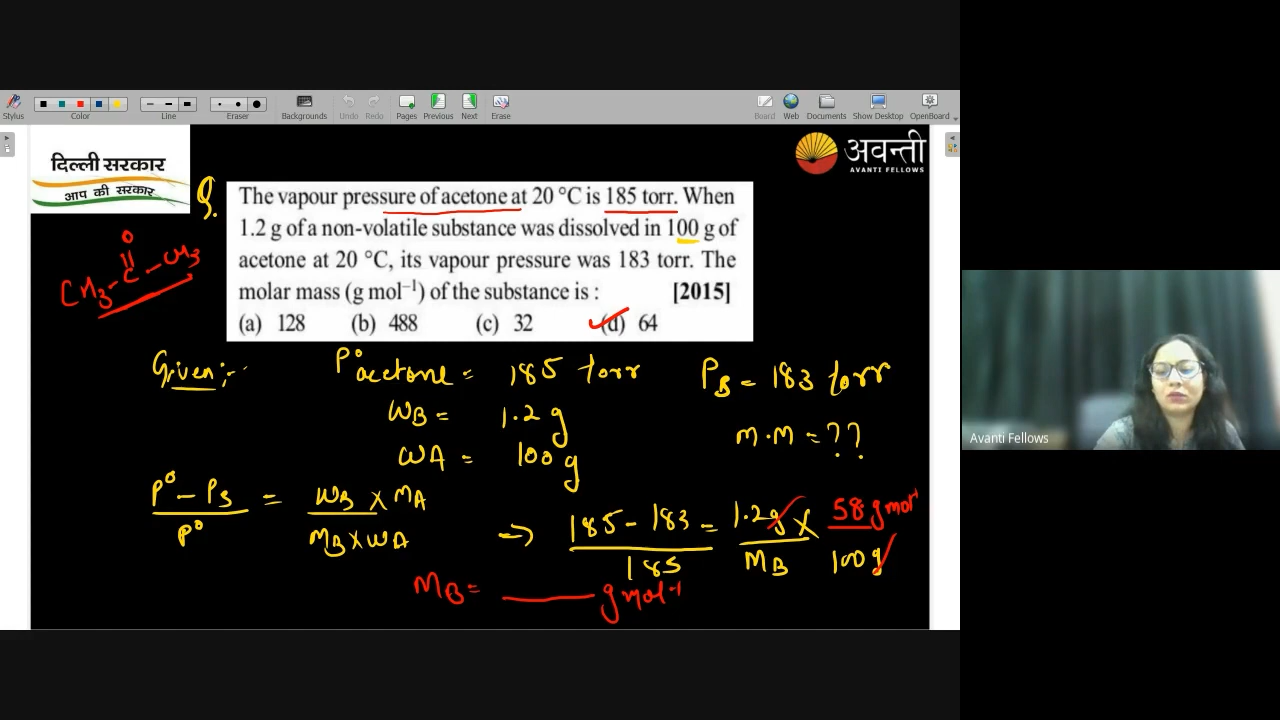 Stylus Color Line Eraser Backgrounds Undo Redo Pages Previous Next Erase Board Web Documents Show Desktop OpenBoard
दिल्ली सरकार
आप की सरकार
अवन्ती
AVANTI FELLOWS
Q.
The vapour pressure of acetone at 20 °C is 185 torr. When
1.2 g of a non-volatile substance was dissolved in 100 g of
acetone at 20 °C, its vapour pressure was 183 torr. The
molar mass (g mol⁻¹) of the substance is : [2015]
(a) 128 (b) 488 (c) 32 (d) 64
O
||
CH3-C-CH3
Given:-
P°acetone = 185 torr
PS = 183 torr
WB = 1.2 g
M.M = ??
WA = 100 g
P° - PS / P° = WB X MA / MB X WA
→ 185 - 183 / 185 = 1.2g / MB X 58 g mol⁻¹ / 100 g
MB = ____ g mol⁻¹
Avanti Fellows